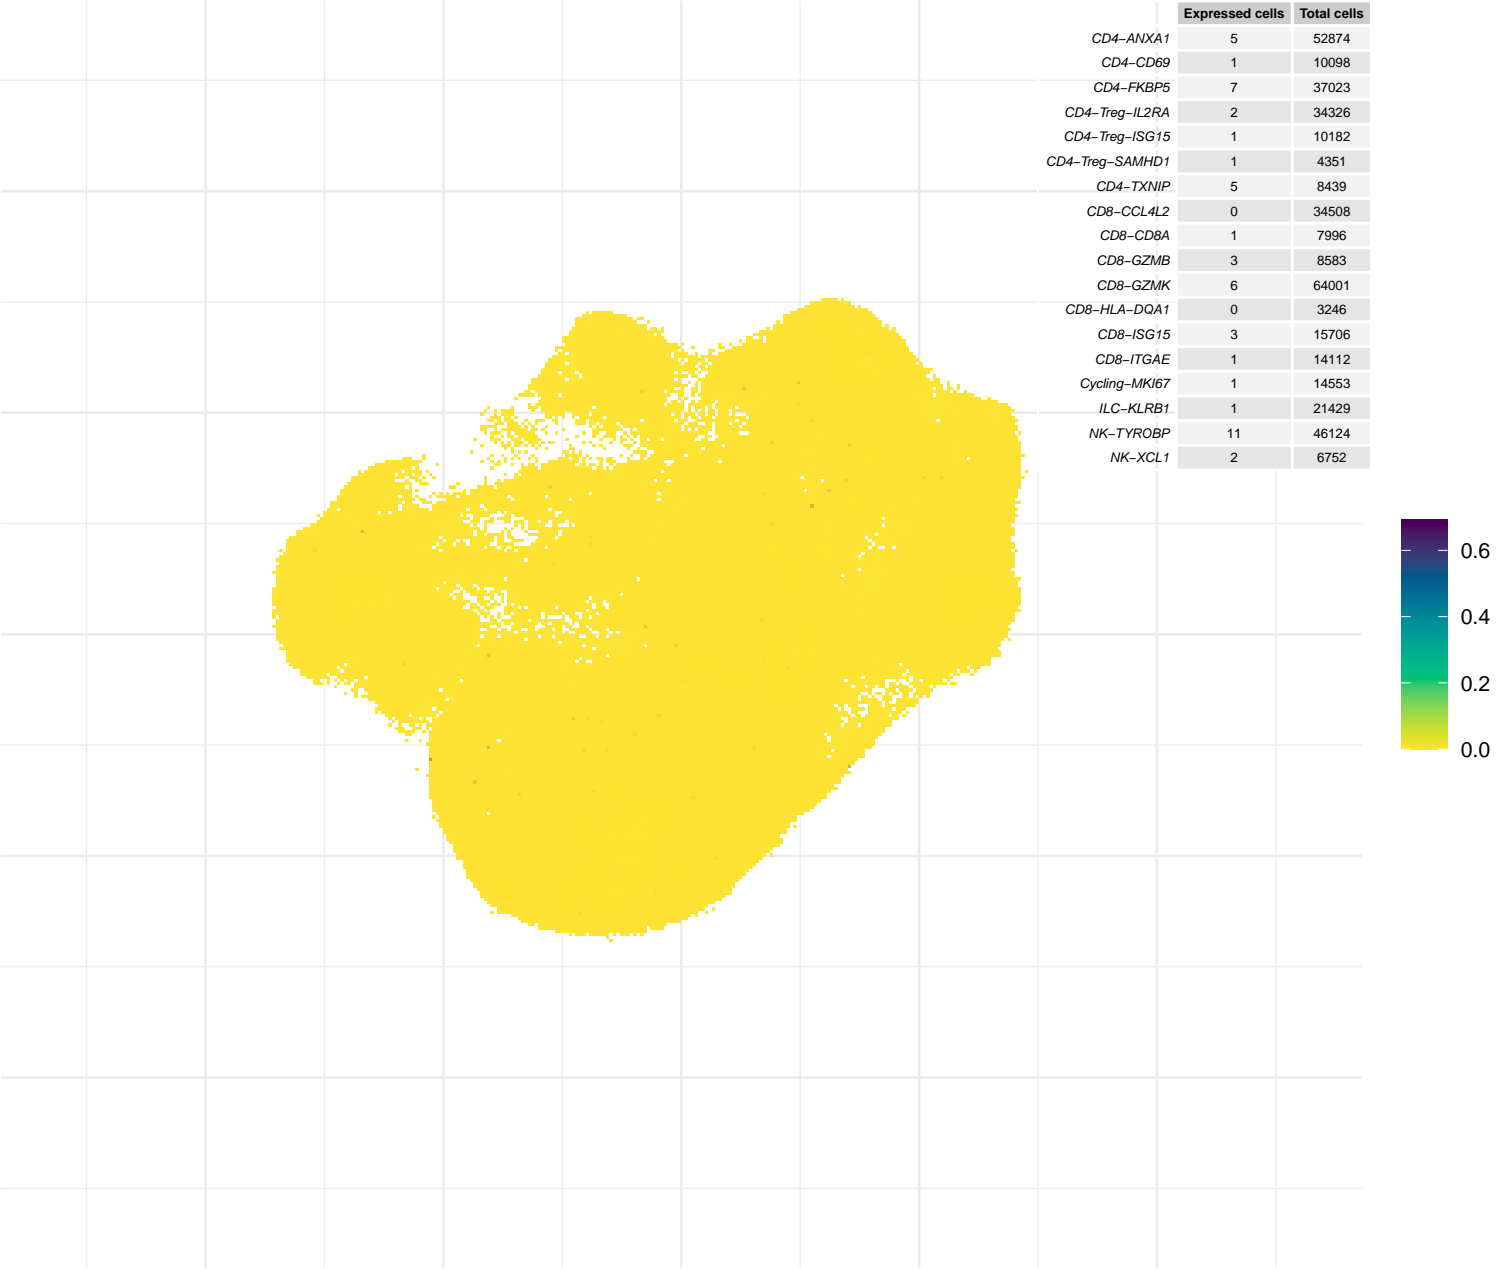 Expressed cells Total cells
CD4−ANXA1 5 52874
CD4−CD69 1 10098
CD4−FKBP5 7 37023
CD4−Treg−IL2RA 2 34326
CD4−Treg−ISG15 1 10182
CD4−Treg−SAMHD1 1 4351
CD4−TXNIP 5 8439
CD8−CCL4L2 0 34508
CD8−CD8A 1 7996
CD8−GZMB 3 8583
CD8−GZMK 6 64001
CD8−HLA−DQA1 0 3246
CD8−ISG15 3 15706
CD8−ITGAE 1 14112
Cycling−MKI67 1 14553
ILC−KLRB1 1 21429
NK−TYROBP 11 46124
NK−XCL1 2 6752
0.6
0.4
0.2
0.0